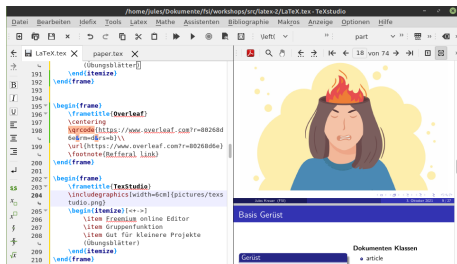 /home/jules/Dokumente/fsi/workshops/src/latex-2/LaTeX.tex - TeXstudio
Datei Bearbeiten Idefix Tools Latex Mathe Assistenten Bibliographie Makros Anzeige Optionen Hilfe
\left( part
LaTeX.tex paper.tex 18 von 74
(Übungsblätter)
191 \end{itemize}
192 \end{frame}
193
194
195 \begin{frame}
196 \frametitle{Overleaf}
197 \centering
198 \qrcode{https://www.overleaf.com?r=80268d
6e&rm=d&rs=b}\\
199 \url{https://www.overleaf.com?r=80268d6e}
\footnote{Refferal Link}
200 \end{frame}
201
202 \begin{frame}
203 \frametitle{TexStudio}
204 \includegraphics[width=6cm]{pictures/texs
tudio.png}
205 \begin{itemize}[<+->]
206 \item Freemium online Editor
207 \item Gruppenfunktion
208 \item Gut für kleinere Projekte
(Übungsblätter)
209 \end{itemize}
210 \end{frame}
Basis Gerüst
Gerüst
Dokumenten Klassen
article